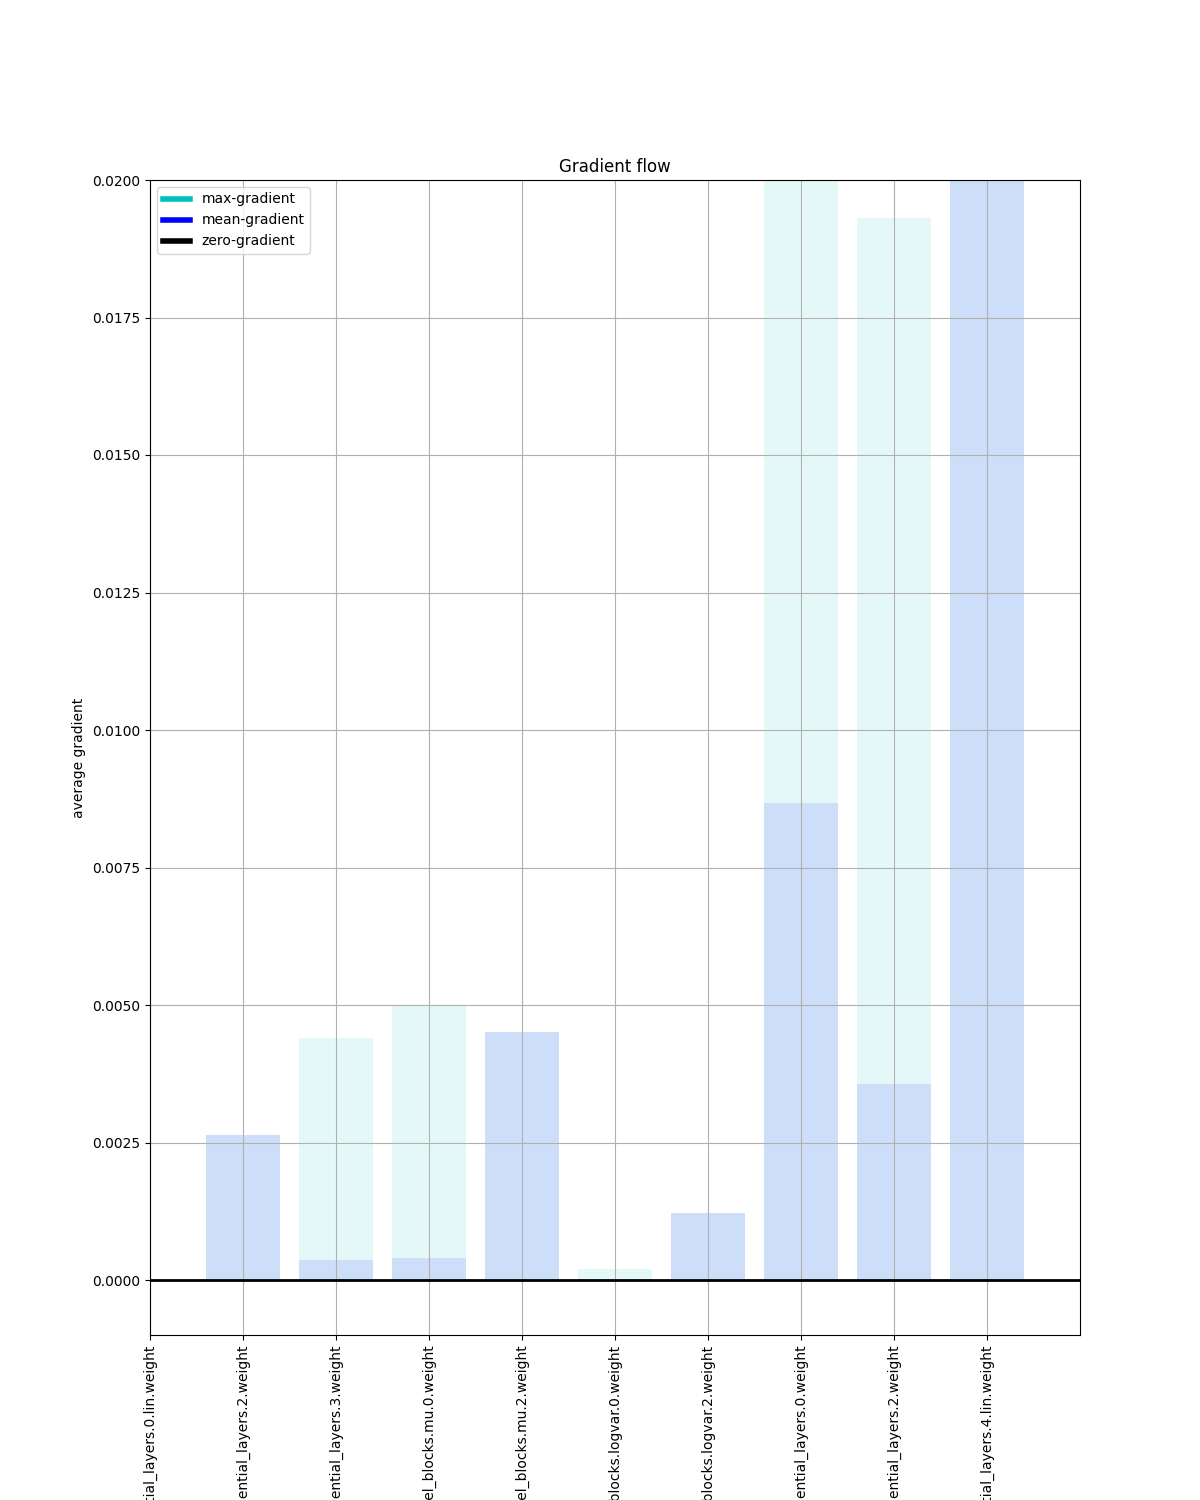 Gradient flow
max-gradient
mean-gradient
zero-gradient
0.0200
0.0175
0.0150
0.0125
0.0100
0.0075
0.0050
0.0025
0.0000
average gradient
tial_layers.0.lin.weight
ential_layers.2.weight
ential_layers.3.weight
el_blocks.mu.0.weight
el_blocks.mu.2.weight
blocks.logvar.0.weight
blocks.logvar.2.weight
ential_layers.0.weight
ential_layers.2.weight
tial_layers.4.lin.weight